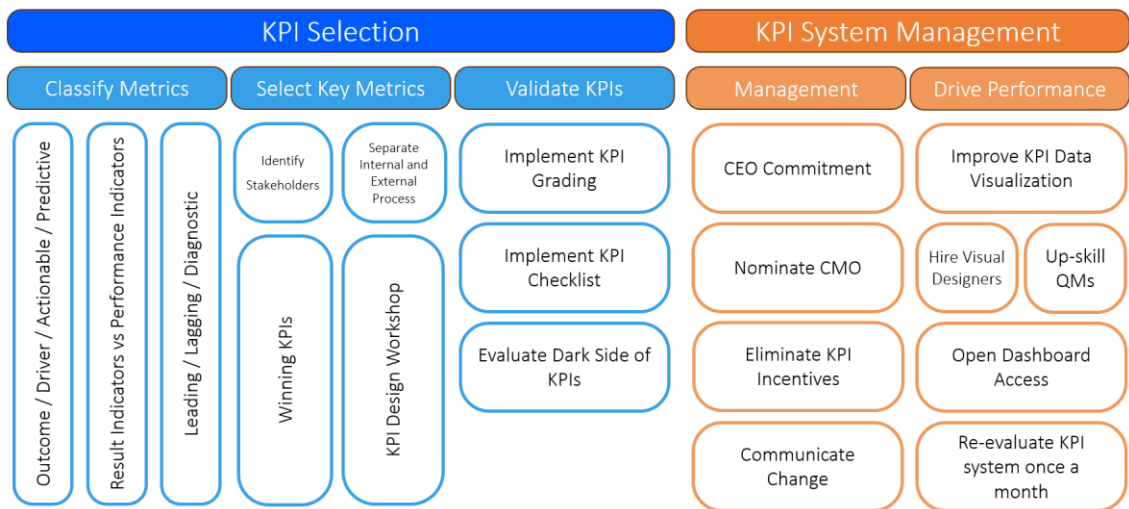 KPI Selection
KPI System Management
Classify Metrics
Select Key Metrics
Validate KPIs
Management
Drive Performance
Outcome / Driver / Actionable / Predictive
Result Indicators vs Performance Indicators
Leading / Lagging / Diagnostic
Identify
Stakeholders
Separate
Internal and
External
Process
Winning KPIs
KPI Design Workshop
Implement KPI
Grading
Implement KPI
Checklist
Evaluate Dark Side of
KPIs
CEO Commitment
Nominate CMO
Eliminate KPI
Incentives
Communicate
Change
Improve KPI Data
Visualization
Hire Visual
Designers
Up-skill
QMs
Open Dashboard
Access
Re-evaluate KPI
system once a
month